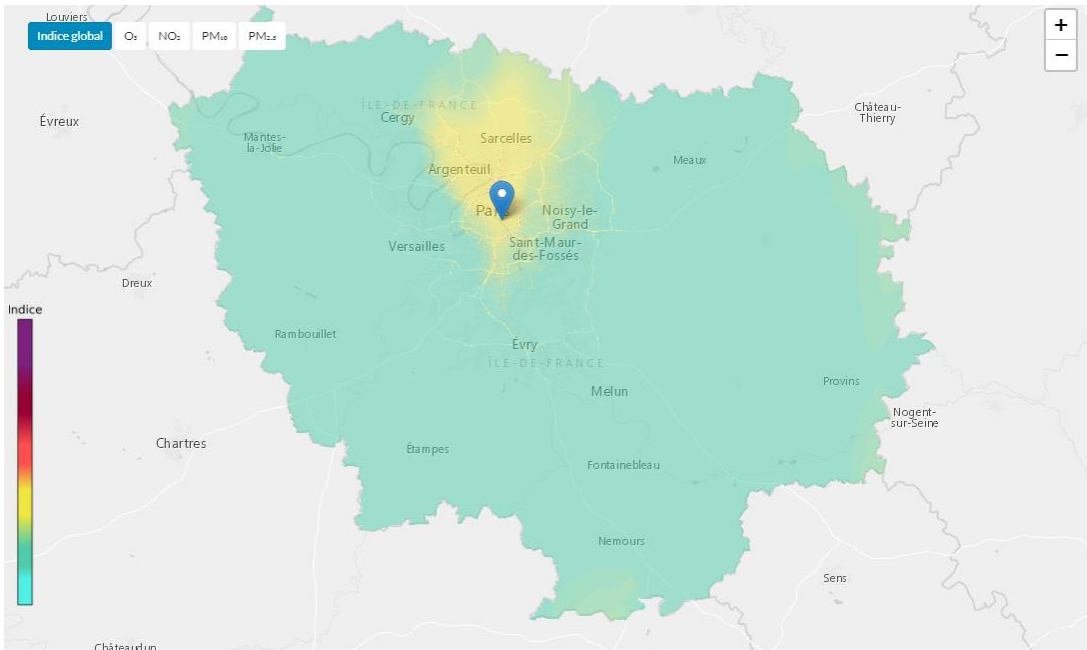 Louviers
Indice global
O₃
NO₂
PM₁₀
PM₂.₅
+
−
ÎLE-DE-FRANCE
Cergy
Château-
Thierry
Évreux
Mantes-
la-Jolie
Sarcelles
Meaux
Argenteuil
Paris
Noisy-le-
Grand
Versailles
Saint-Maur-
des-Fossés
Dreux
Indice
Rambouillet
Évry
ÎLE-DE-FRANCE
Provins
Melun
Nogent-
sur-Seine
Chartres
Étampes
Fontainebleau
Nemours
Sens
Châteaudun